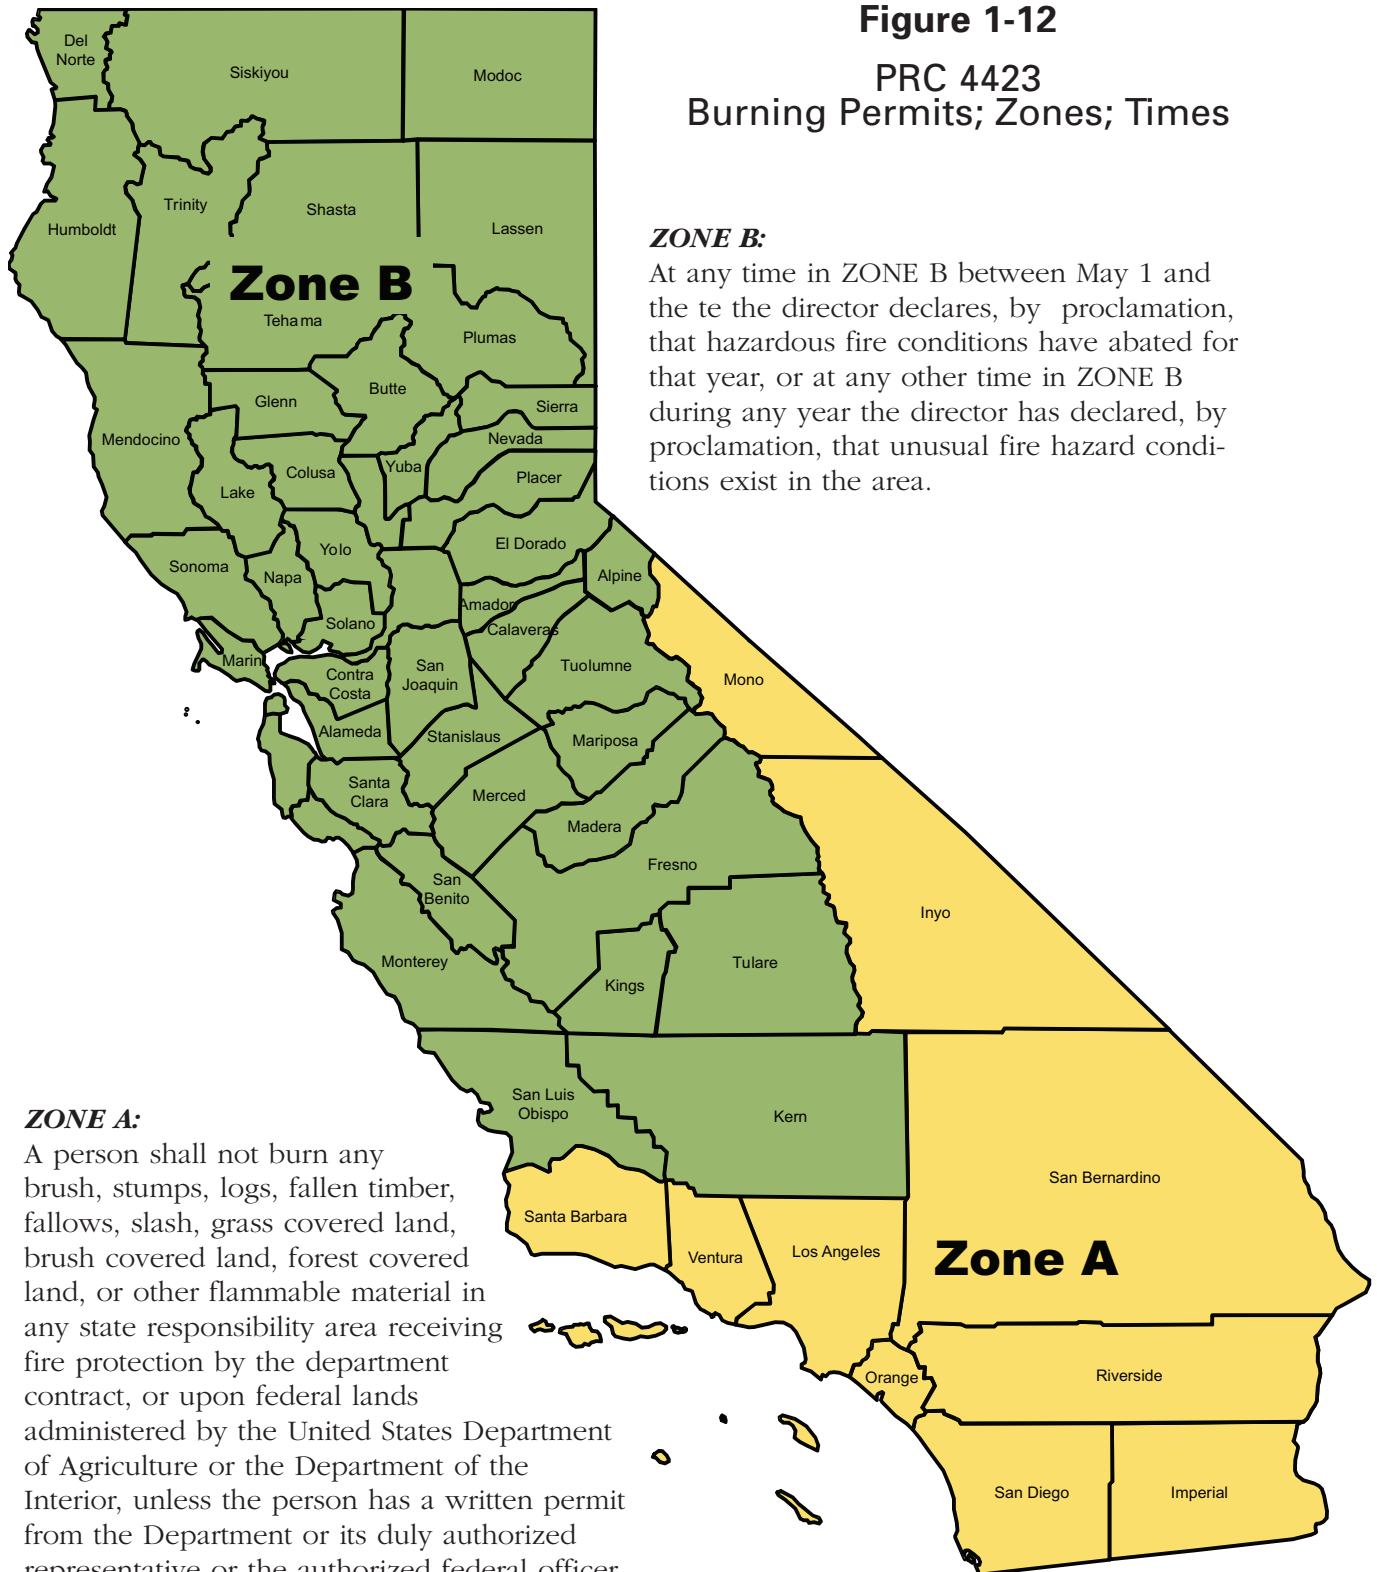 Figure 1-12
PRC 4423
Burning Permits; Zones; Times
Del
Norte
Siskiyou
Modoc
Trinity
Shasta
Humboldt
Lassen
Zone B
Tehama
Plumas
Butte
Glenn
Sierra
Mendocino
Nevada
Colusa
Yuba
Placer
Lake
Yolo
El Dorado
Sonoma
Napa
Alpine
Amador
Solano
Calaveras
Marin
Contra
Costa
San
Joaquin
Tuolumne
Mono
Alameda
Stanislaus
Mariposa
Santa
Clara
Merced
Madera
Fresno
San
Benito
Inyo
Monterey
Tulare
Kings
San Luis
Obispo
Kern
San Bernardino
Santa Barbara
Ventura
Los Angeles
Zone A
Orange
Riverside
San Diego
Imperial
ZONE B:
At any time in ZONE B between May 1 and
the te the director declares, by proclamation,
that hazardous fire conditions have abated for
that year, or at any other time in ZONE B
during any year the director has declared, by
proclamation, that unusual fire hazard condi-
tions exist in the area.
ZONE A:
A person shall not burn any
brush, stumps, logs, fallen timber,
fallows, slash, grass covered land,
brush covered land, forest covered
land, or other flammable material in
any state responsibility area receiving
fire protection by the department
contract, or upon federal lands
administered by the United States Department
of Agriculture or the Department of the
Interior, unless the person has a written permit
from the Department or its duly authorized
representative or the authorized federal officer